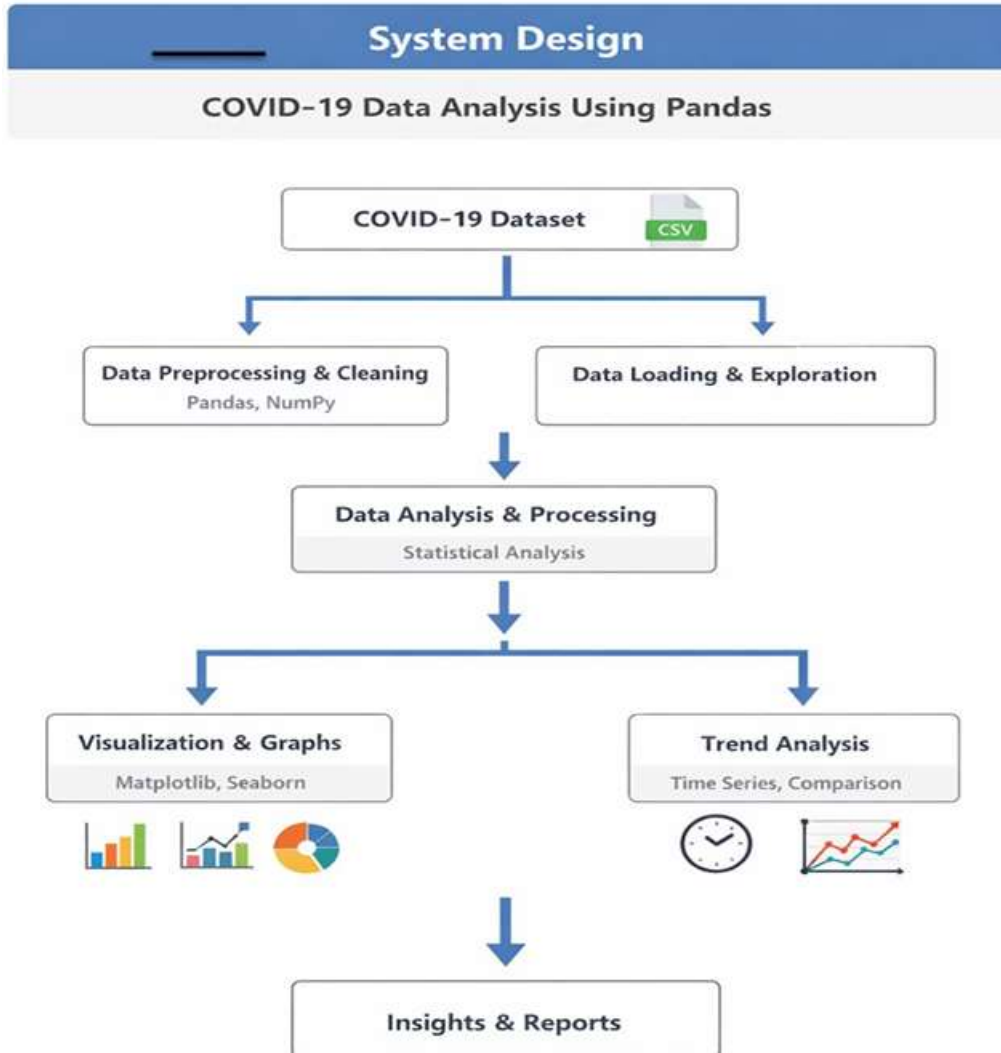 System Design
COVID-19 Data Analysis Using Pandas
COVID-19 Dataset
CSV
Data Preprocessing & Cleaning
Pandas, NumPy
Data Loading & Exploration
Data Analysis & Processing
Statistical Analysis
Visualization & Graphs
Matplotlib, Seaborn
Trend Analysis
Time Series, Comparison
Insights & Reports